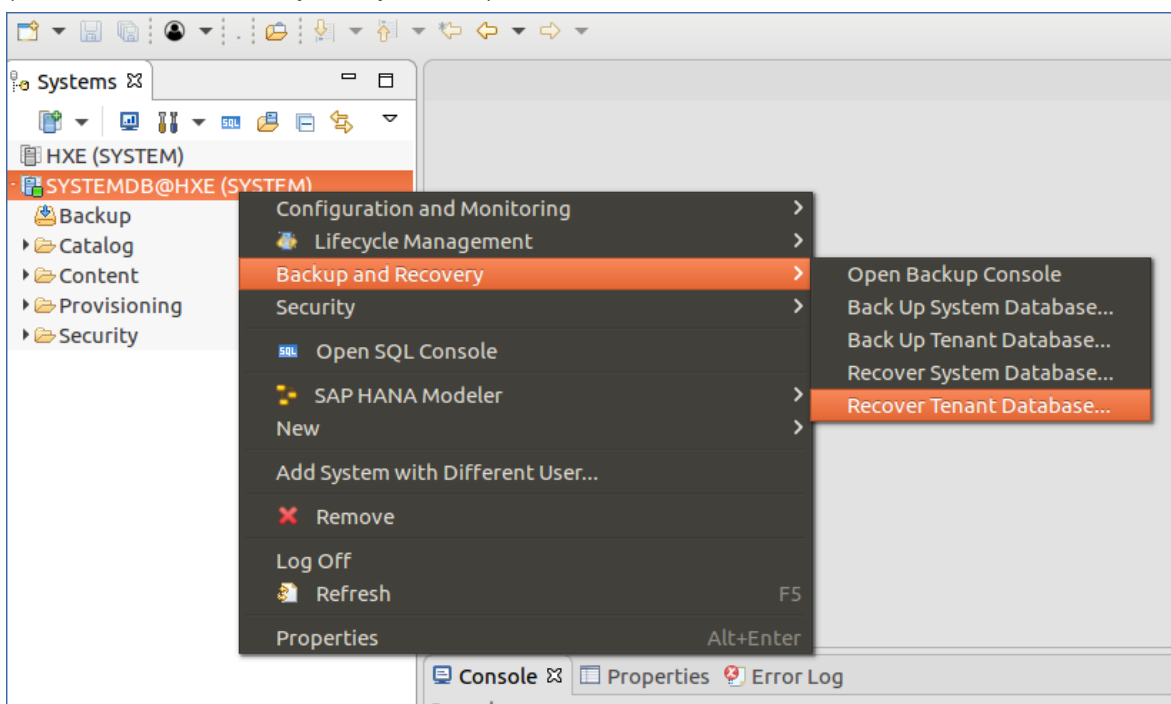 Systems
SQL
HXE (SYSTEM)
SYSTEMDB@HXE (SYSTEM)
Backup
Catalog
Content
Provisioning
Security
Configuration and Monitoring
Lifecycle Management
Backup and Recovery
Security
SQL Open SQL Console
SAP HANA Modeler
New
Add System with Different User...
Remove
Log Off
Refresh F5
Properties Alt+Enter
Open Backup Console
Back Up System Database...
Back Up Tenant Database...
Recover System Database...
Recover Tenant Database...
Console Properties Error Log